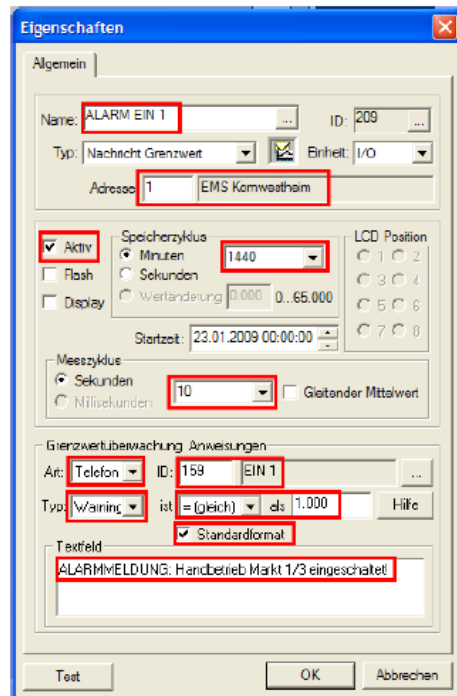 Eigenschaften
Allgemein
Name: ALARM EIN 1 ... ID: 209 ...
Typ: Nachricht Grenzwert Einheit: I/O
Adresse 1 EMS Kornwestheim
Aktiv Speicherzyklus LCD Position
Minuten 1440 1 2
Flash Sekunden 3 4
Display Wertänderung 0.000 0...65.000 5 6
Startzeit: 23.01.2009 00:00:00 7 8
Messzyklus
Sekunden 10 Gleitender Mittelwert
Millisekunden
Grenzwertüberwachung Anweisungen
Art: Telefon ID: 159 EIN 1 ...
Typ: Warning ist = (gleich) als 1.000 Hilfe
Standardformat
Textfeld
ALARMMELDUNG: Handbetrieb Markt 1/3 eingeschaltet!
Test OK Abbrechen